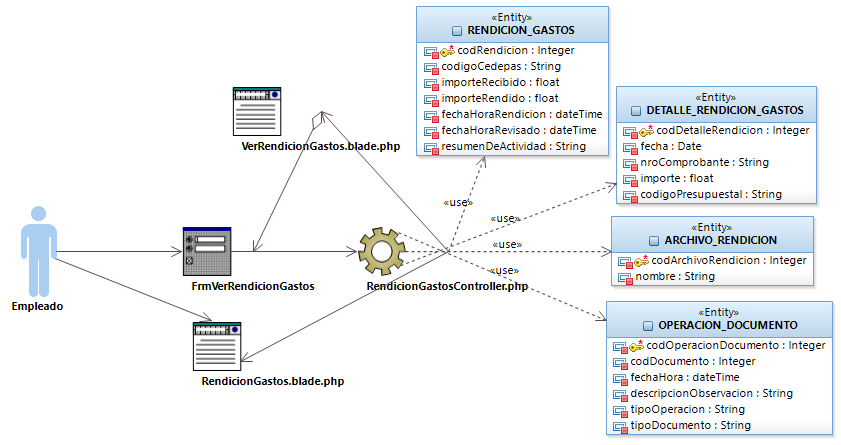 «Entity»
RENDICION_GASTOS
codRendicion : Integer
codigoCedepas : String
importeRecibido : float
importeRendido : float
fechaHoraRendicion : dateTime
fechaHoraRevisado : dateTime
resumenDeActividad : String
«Entity»
DETALLE_RENDICION_GASTOS
codDetalleRendicion : Integer
fecha : Date
nroComprobante : String
importe : float
codigoPresupuestal : String
VerRendicionGastos.blade.php
«use»
«use»
«use»
«use»
«Entity»
ARCHIVO_RENDICION
codArchivoRendicion : Integer
nombre : String
Empleado
FrmVerRendicionGastos
RendicionGastosController.php
«Entity»
OPERACION_DOCUMENTO
codOperacionDocumento : Integer
codDocumento : Integer
fechaHora : dateTime
descripcionObservacion : String
tipoOperacion : String
tipoDocumento : String
RendicionGastos.blade.php